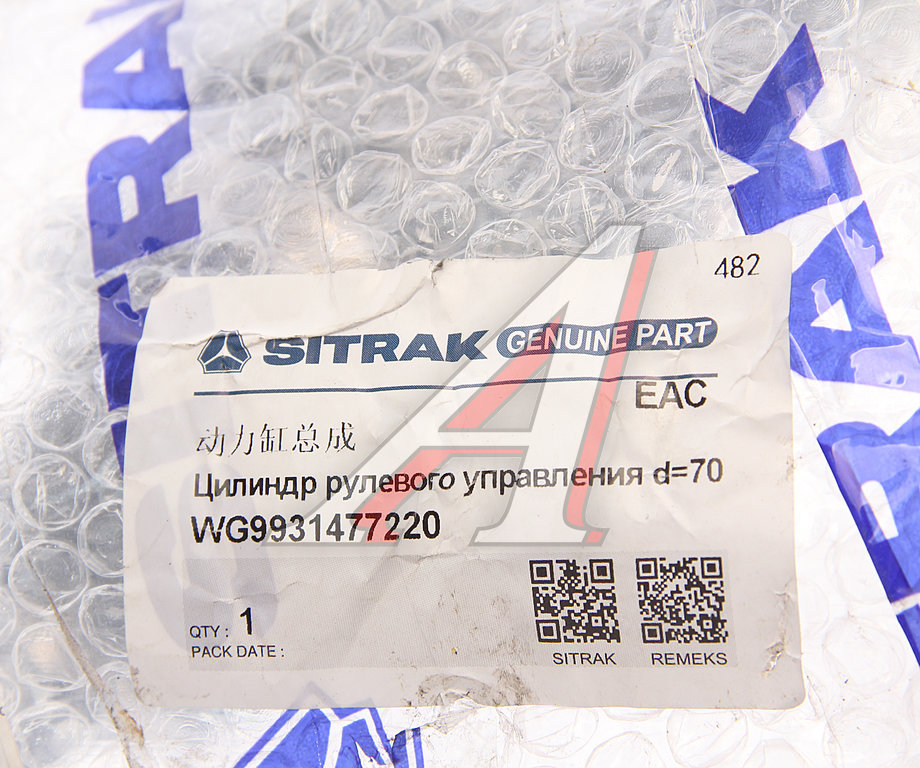 482
SITRAK GENUINE PART
EAC
动力缸总成
Цилиндр рулевого управления d=70
WG9931477220
QTY : 1
PACK DATE :
SITRAK REMEKS